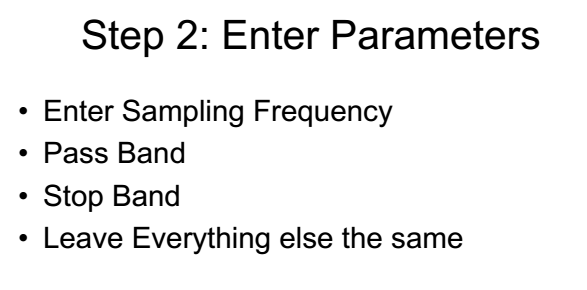 Step 2: Enter Parameters
• Enter Sampling Frequency
• Pass Band
• Stop Band
• Leave Everything else the same